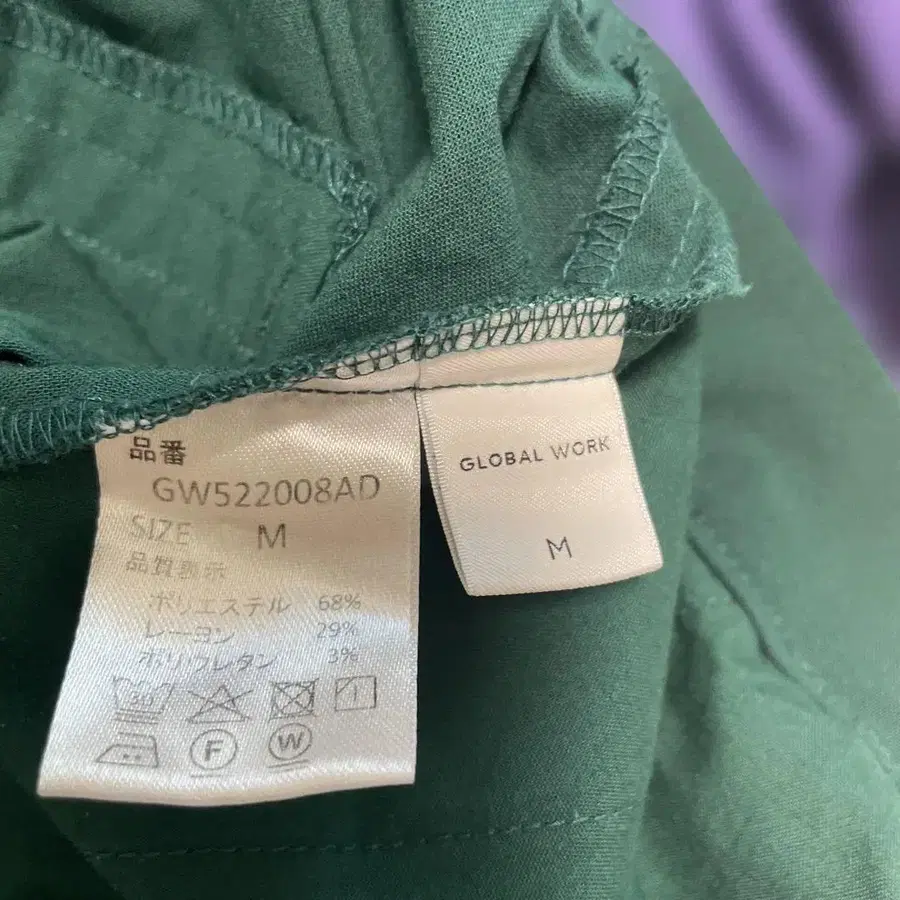 品番
GW522008AD
SIZE M
品質表示
ポリエステル 68%
レーヨン 29%
ポリウレタン 3%
30
F W
GLOBAL WORK
M